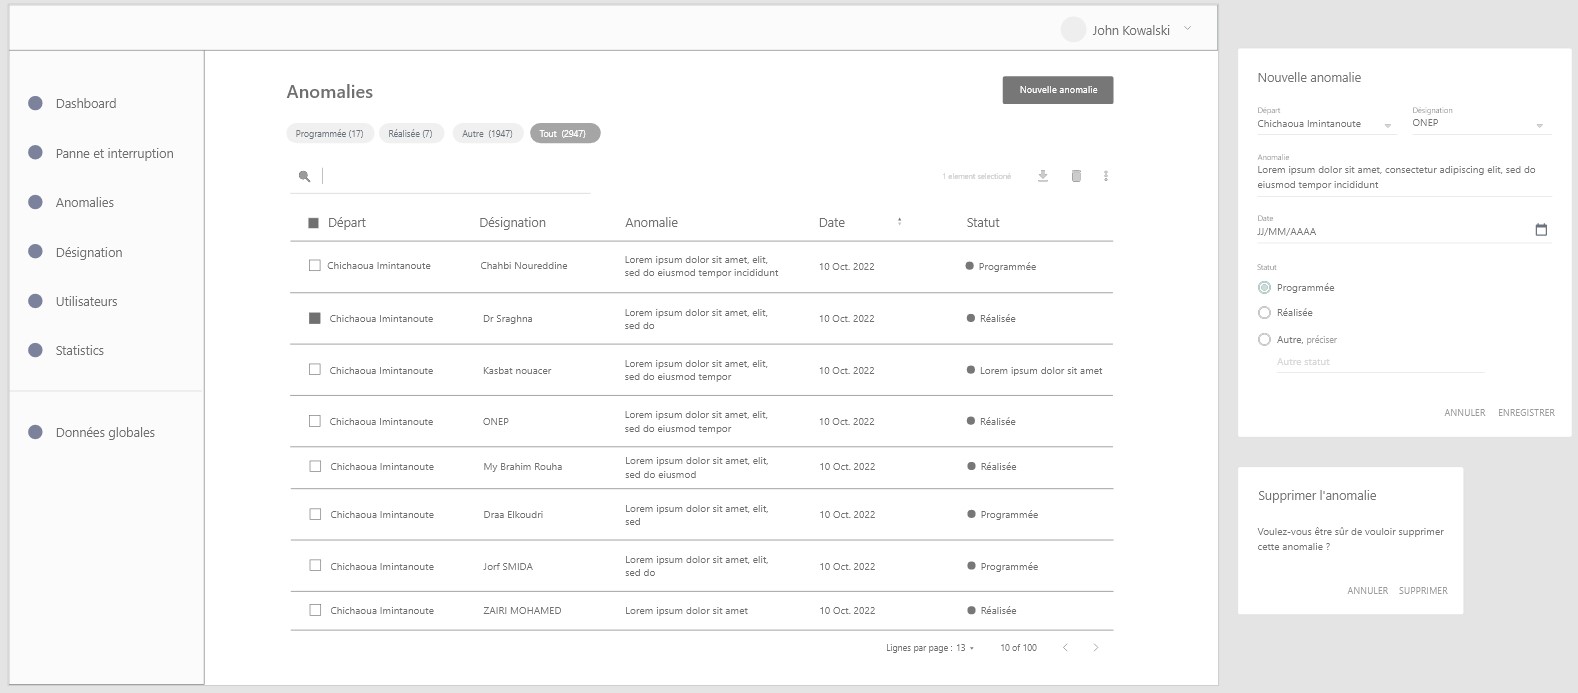 John Kowalski
Dashboard
Panne et interruption
Anomalies
Désignation
Utilisateurs
Statistics
Données globales
Anomalies
Nouvelle anomalie
Programmée (17) Réalisée (7) Autre (1947) Tout (2947)
1 element selectioné
Départ Désignation Anomalie Date Statut
Chichaoua Imintanoute Chahbi Noureddine Lorem ipsum dolor sit amet, elit, 10 Oct. 2022 Programmée
sed do eiusmod tempor incididunt
Chichaoua Imintanoute Dr Sraghna Lorem ipsum dolor sit amet, elit, 10 Oct. 2022 Réalisée
sed do
Chichaoua Imintanoute Kasbat nouacer Lorem ipsum dolor sit amet, elit, 10 Oct. 2022 Lorem ipsum dolor sit amet
sed do eiusmod tempor
Chichaoua Imintanoute ONEP Lorem ipsum dolor sit amet, elit, 10 Oct. 2022 Réalisée
sed do eiusmod tempor
Chichaoua Imintanoute My Brahim Rouha Lorem ipsum dolor sit amet, elit, 10 Oct. 2022 Réalisée
sed do eiusmod
Chichaoua Imintanoute Draa Elkoudri Lorem ipsum dolor sit amet, elit, 10 Oct. 2022 Programmée
sed
Chichaoua Imintanoute Jorf SMIDA Lorem ipsum dolor sit amet, elit, 10 Oct. 2022 Programmée
sed do
Chichaoua Imintanoute ZAIRI MOHAMED Lorem ipsum dolor sit amet 10 Oct. 2022 Réalisée
Lignes par page : 13 10 of 100
Nouvelle anomalie
Départ Désignation
Chichaoua Imintanoute ONEP
Anomalie
Lorem ipsum dolor sit amet, consectetur adipiscing elit, sed do
eiusmod tempor incididunt
Date
JJ/MM/AAAA
Statut
Programmée
Réalisée
Autre, préciser
Autre statut
ANNULER ENREGISTRER
Supprimer l'anomalie
Voulez-vous être sûr de vouloir supprimer
cette anomalie ?
ANNULER SUPPRIMER